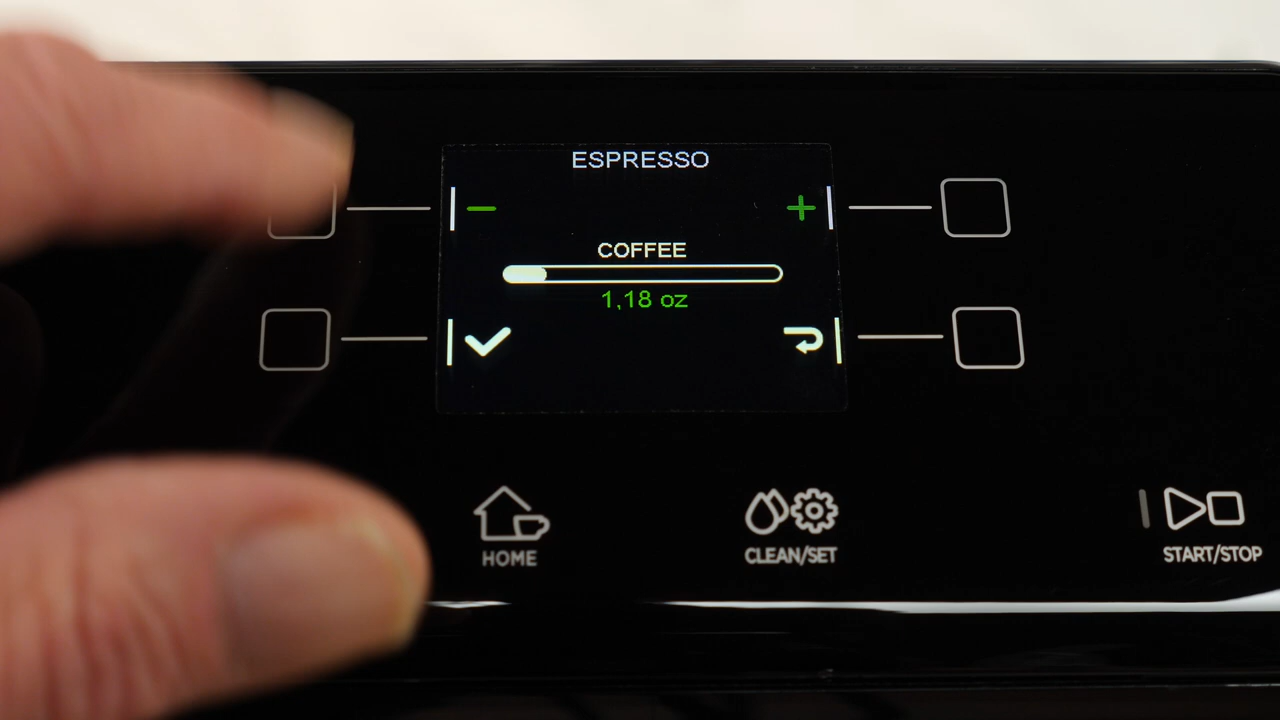 ESPRESSO
− +
COFFEE
1,18 oz
HOME
CLEAN/SET
START/STOP